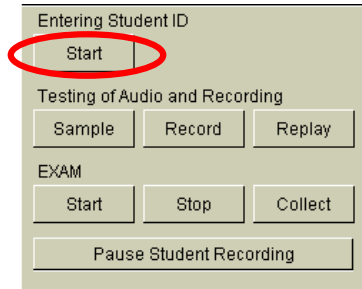 Entering Student ID
Start
Testing of Audio and Recording
Sample Record Replay
EXAM
Start Stop Collect
Pause Student Recording